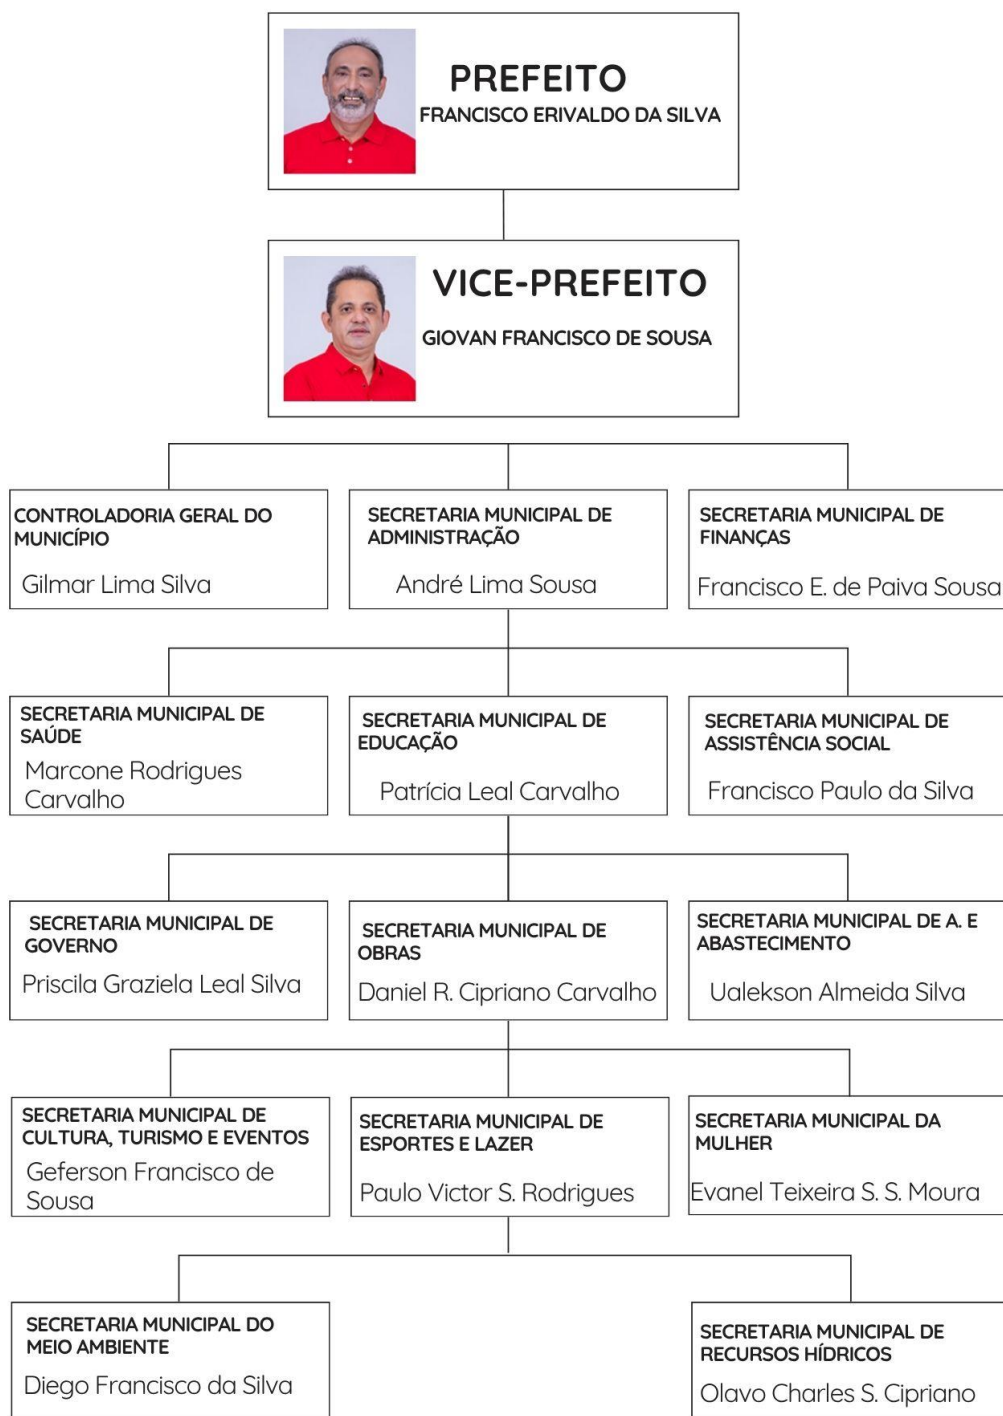 PREFEITO
FRANCISCO ERIVALDO DA SILVA
VICE-PREFEITO
GIOVAN FRANCISCO DE SOUSA
CONTROLADORIA GERAL DO
MUNICÍPIO
Gilmar Lima Silva
SECRETARIA MUNICIPAL DE
ADMINISTRAÇÃO
André Lima Sousa
SECRETARIA MUNICIPAL DE
FINANÇAS
Francisco E. de Paiva Sousa
SECRETARIA MUNICIPAL DE
SAÚDE
Marcone Rodrigues
Carvalho
SECRETARIA MUNICIPAL DE
EDUCAÇÃO
Patrícia Leal Carvalho
SECRETARIA MUNICIPAL DE
ASSISTÊNCIA SOCIAL
Francisco Paulo da Silva
SECRETARIA MUNICIPAL DE
GOVERNO
Priscila Graziela Leal Silva
SECRETARIA MUNICIPAL DE
OBRAS
Daniel R. Cipriano Carvalho
SECRETARIA MUNICIPAL DE A. E
ABASTECIMENTO
Ualekson Almeida Silva
SECRETARIA MUNICIPAL DE
CULTURA, TURISMO E EVENTOS
Geferson Francisco de
Sousa
SECRETARIA MUNICIPAL DE
ESPORTES E LAZER
Paulo Victor S. Rodrigues
SECRETARIA MUNICIPAL DA
MULHER
Evanel Teixeira S. S. Moura
SECRETARIA MUNICIPAL DO
MEIO AMBIENTE
Diego Francisco da Silva
SECRETARIA MUNICIPAL DE
RECURSOS HÍDRICOS
Olavo Charles S. Cipriano